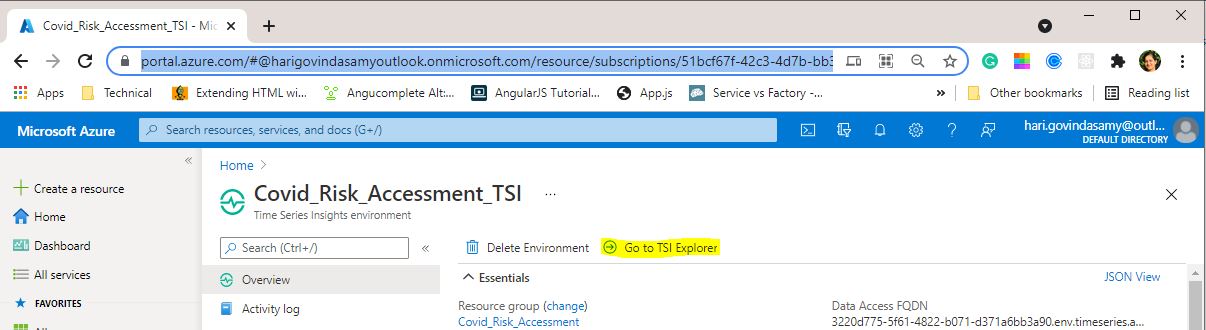 Covid_Risk_Accessment_TSI - Mic
portal.azure.com/#@harigovindasamyoutlook.onmicrosoft.com/resource/subscriptions/51bcf67f-42c3-4d7b-bb3
Apps Technical Extending HTML wi... Angucomplete Alt:... AngularJS Tutorial... App.js Service vs Factory -... » Other bookmarks Reading list
Microsoft Azure Search resources, services, and docs (G+/) hari.govindasamy@outl...
DEFAULT DIRECTORY
Home >
Create a resource
Home
Dashboard
All services
FAVORITES
Covid_Risk_Accessment_TSI ...
Time Series Insights environment
Search (Ctrl+/) «
Overview
Activity log
Delete Environment Go to TSI Explorer
Essentials JSON View
Resource group (change)
Covid_Risk_Accessment
Data Access FQDN
3220d775-5f61-4822-b071-d371a6bb3a90.env.timeseries.a...